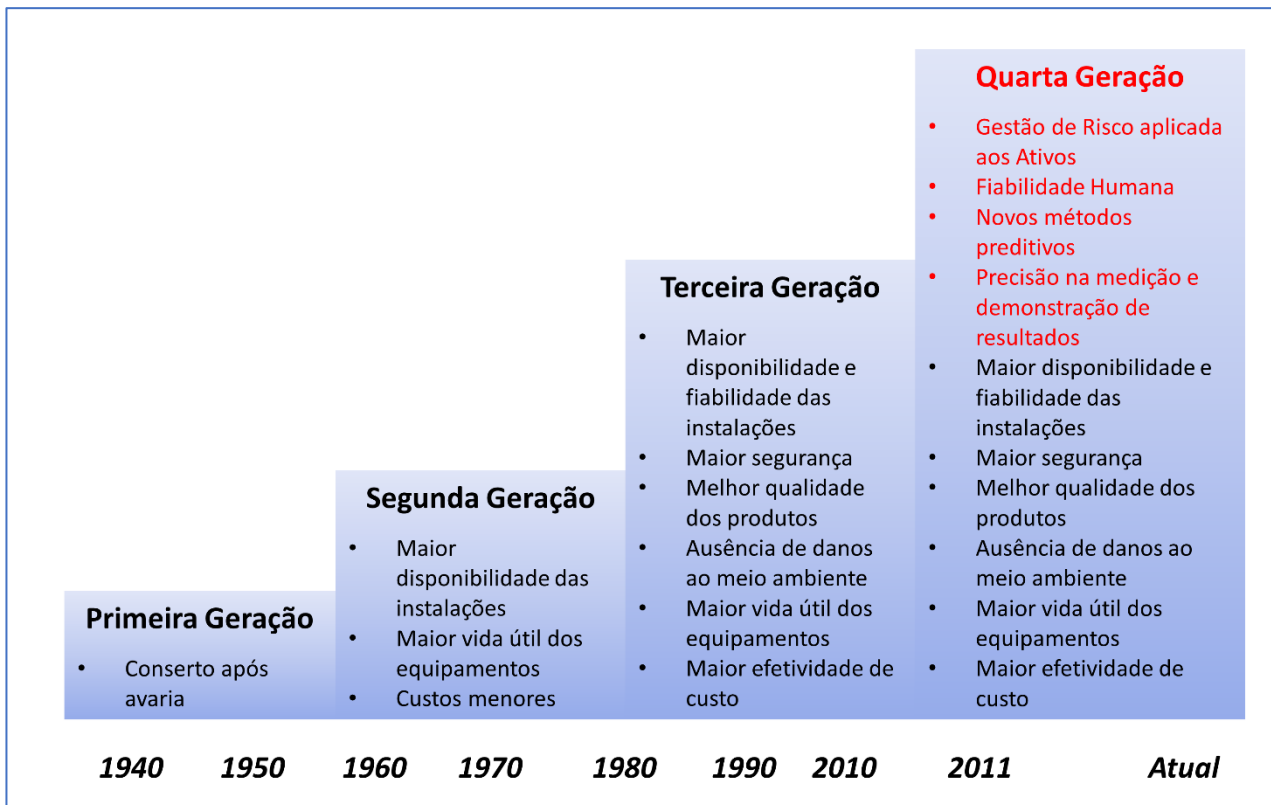 Primeira Geração
• Conserto após
avaria
Segunda Geração
• Maior
disponibilidade das
instalações
• Maior vida útil dos
equipamentos
• Custos menores
Terceira Geração
• Maior
disponibilidade e
fiabilidade das
instalações
• Maior segurança
• Melhor qualidade
dos produtos
• Ausência de danos
ao meio ambiente
• Maior vida útil dos
equipamentos
• Maior efetividade de
custo
Quarta Geração
• Gestão de Risco aplicada
aos Ativos
• Fiabilidade Humana
• Novos métodos
preditivos
• Precisão na medição e
demonstração de
resultados
• Maior disponibilidade e
fiabilidade das
instalações
• Maior segurança
• Melhor qualidade dos
produtos
• Ausência de danos ao
meio ambiente
• Maior vida útil dos
equipamentos
• Maior efetividade de
custo
1940 1950 1960 1970 1980 1990 2010 2011 Atual